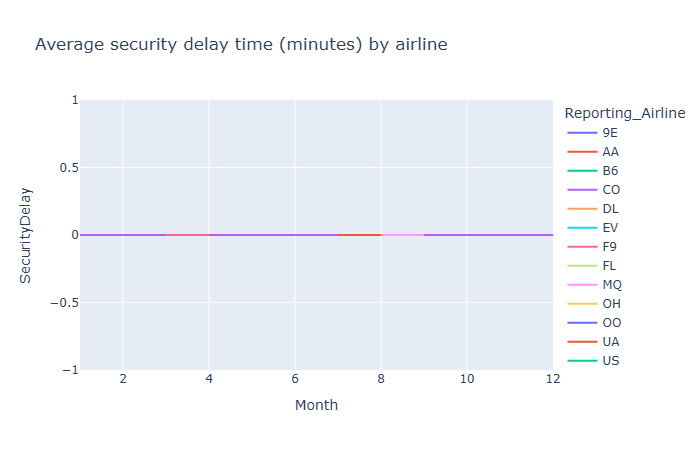 Average security delay time (minutes) by airline
SecurityDelay
1
0.5
0
−0.5
−1
2 4 6 8 10 12
Month
Reporting_Airline
9E
AA
B6
CO
DL
EV
F9
FL
MQ
OH
OO
UA
US